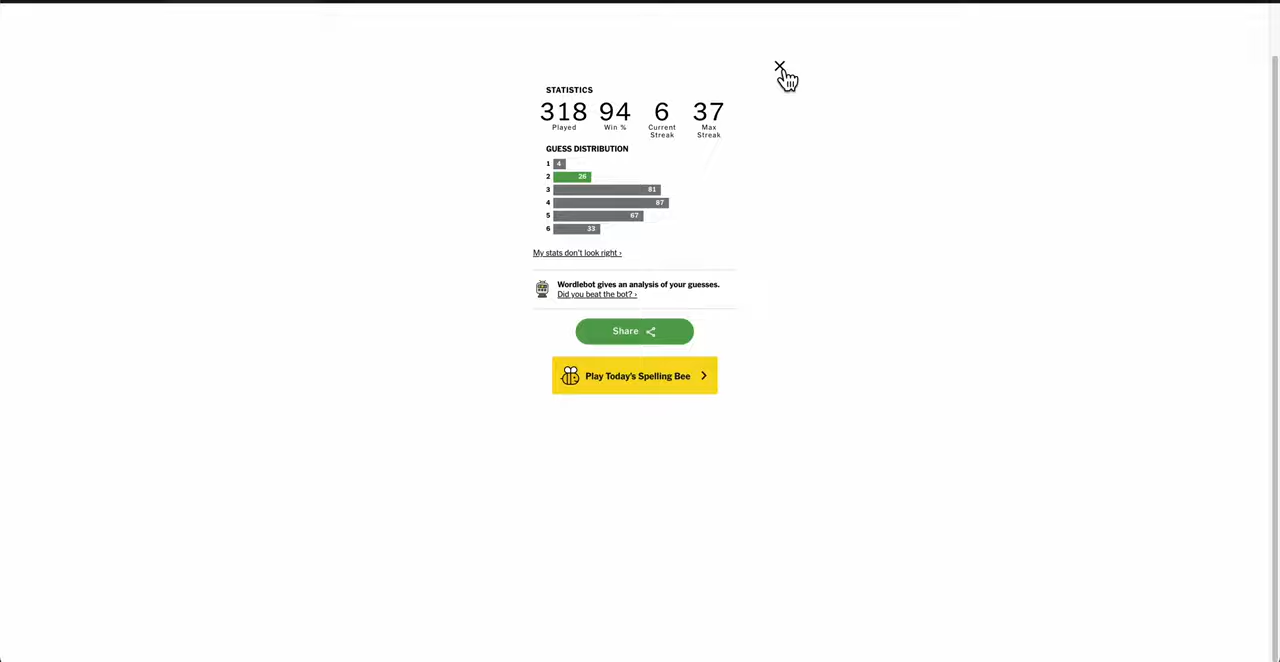 STATISTICS
318 94 6 37
Played Win % Current Streak Max Streak
GUESS DISTRIBUTION
1 4
2 26
3 81
4 87
5 67
6 33
My stats don't look right ›
Wordlebot gives an analysis of your guesses.
Did you beat the bot? ›
Share
Play Today's Spelling Bee